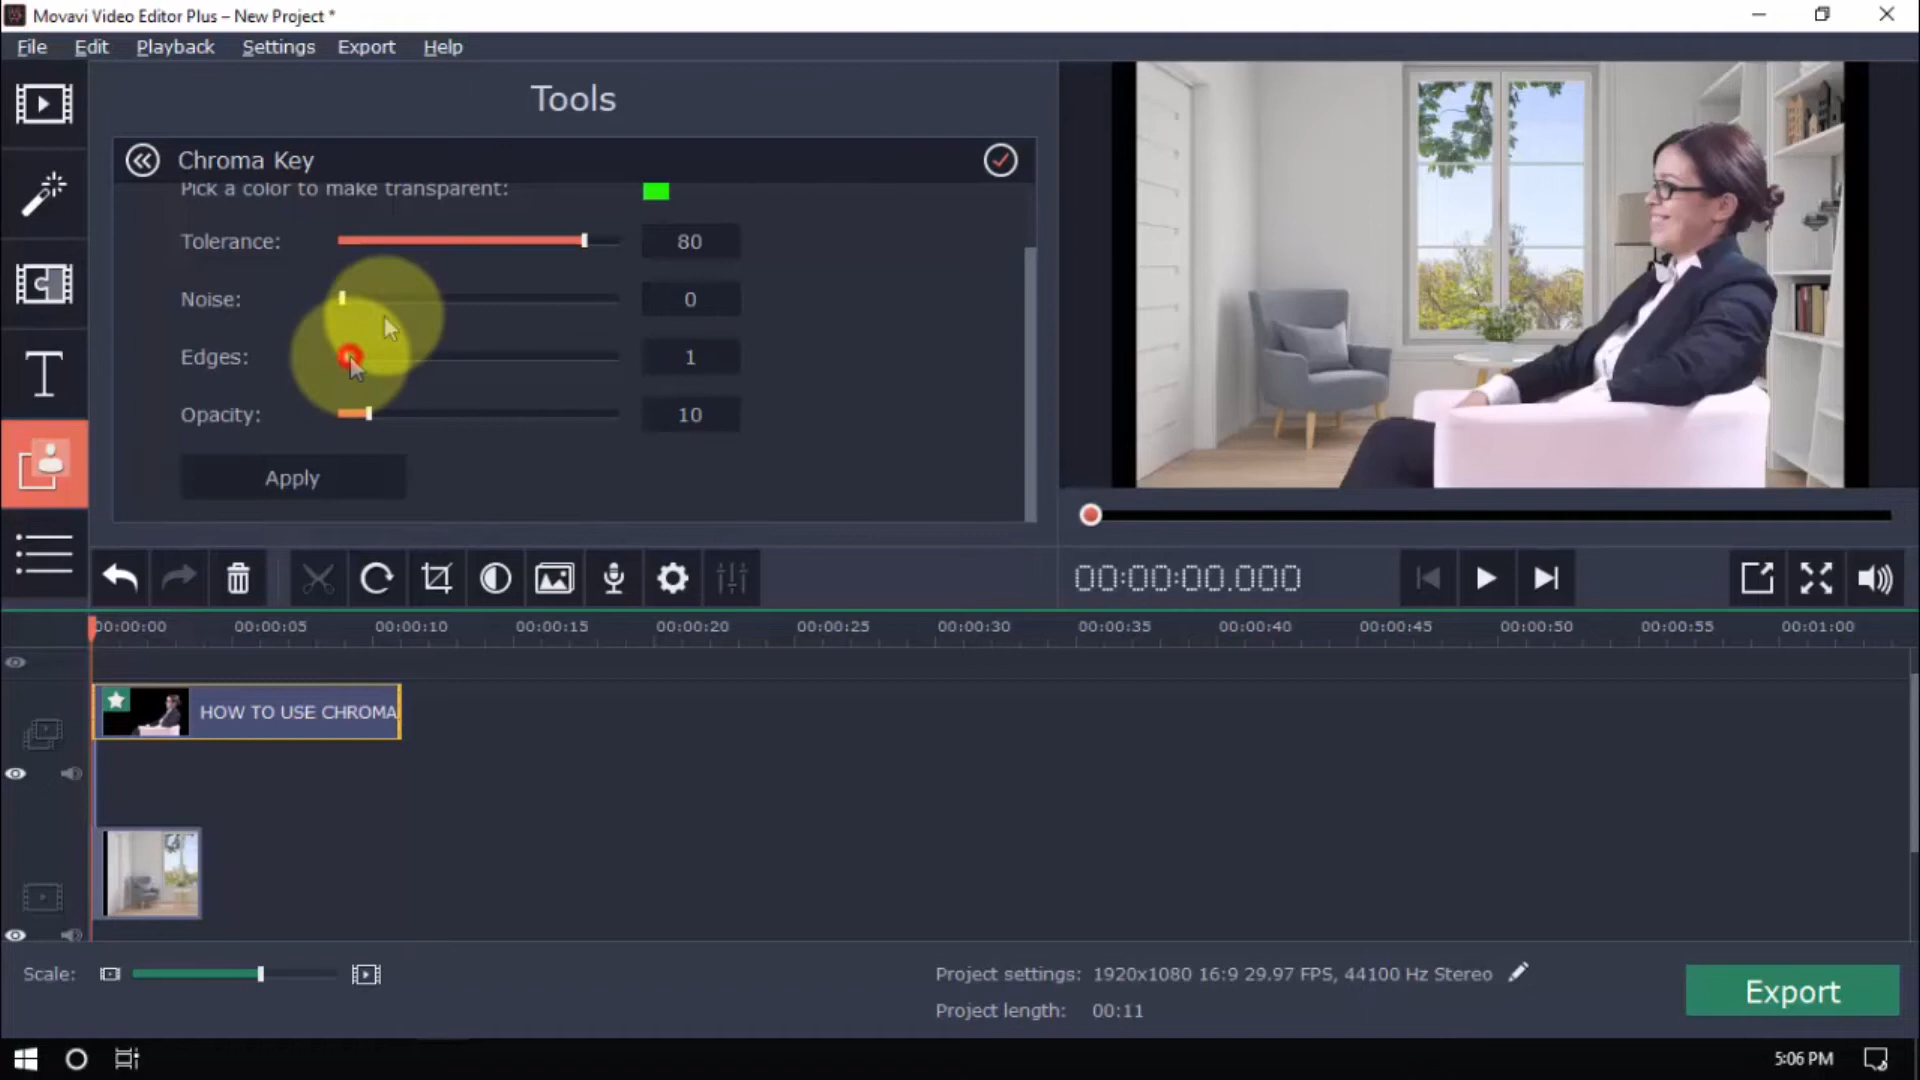 Movavi Video Editor Plus – New Project *
File Edit Playback Settings Export Help
Tools
Chroma Key
Pick a color to make transparent:
Tolerance: 80
Noise: 0
Edges: 1
Opacity: 10
Apply
00:00:00.000
00:00:00 00:00:05 00:00:10 00:00:15 00:00:20 00:00:25 00:00:30 00:00:35 00:00:40 00:00:45 00:00:50 00:00:55 00:01:00
HOW TO USE CHROMA
Scale:
Project settings: 1920x1080 16:9 29.97 FPS, 44100 Hz Stereo
Project length: 00:11
Export
5:06 PM